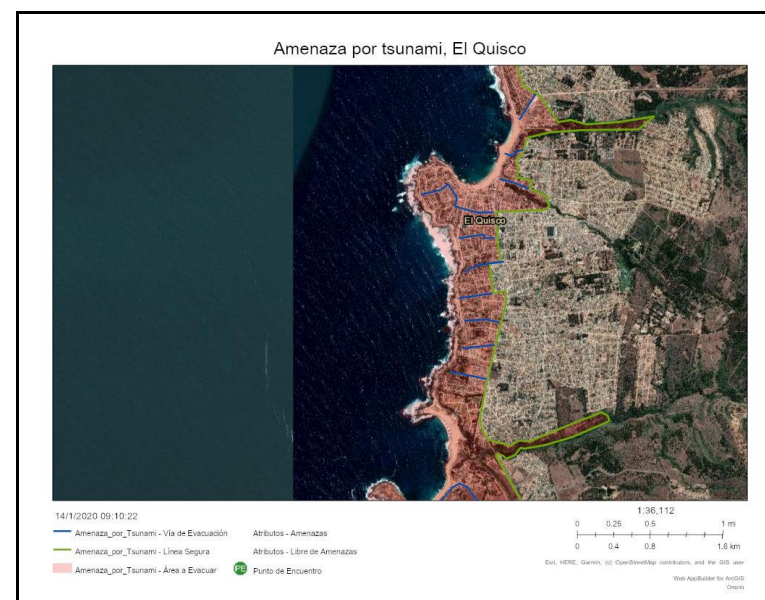 Amenaza por tsunami, El Quisco
El Quisco
14/1/2020 09:10:22
Amenaza_por_Tsunami - Vía de Evacuación
Amenaza_por_Tsunami - Línea Segura
Amenaza_por_Tsunami - Área a Evacuar
Atributos - Amenazas
Atributos - Libre de Amenazas
PE Punto de Encuentro
1:36,112
0 0.25 0.5 1 mi
0 0.4 0.8 1.6 km
Esri, HERE, Garmin, (c) OpenStreetMap contributors, and the GIS user
Web AppBuilder for ArcGIS
Onemi